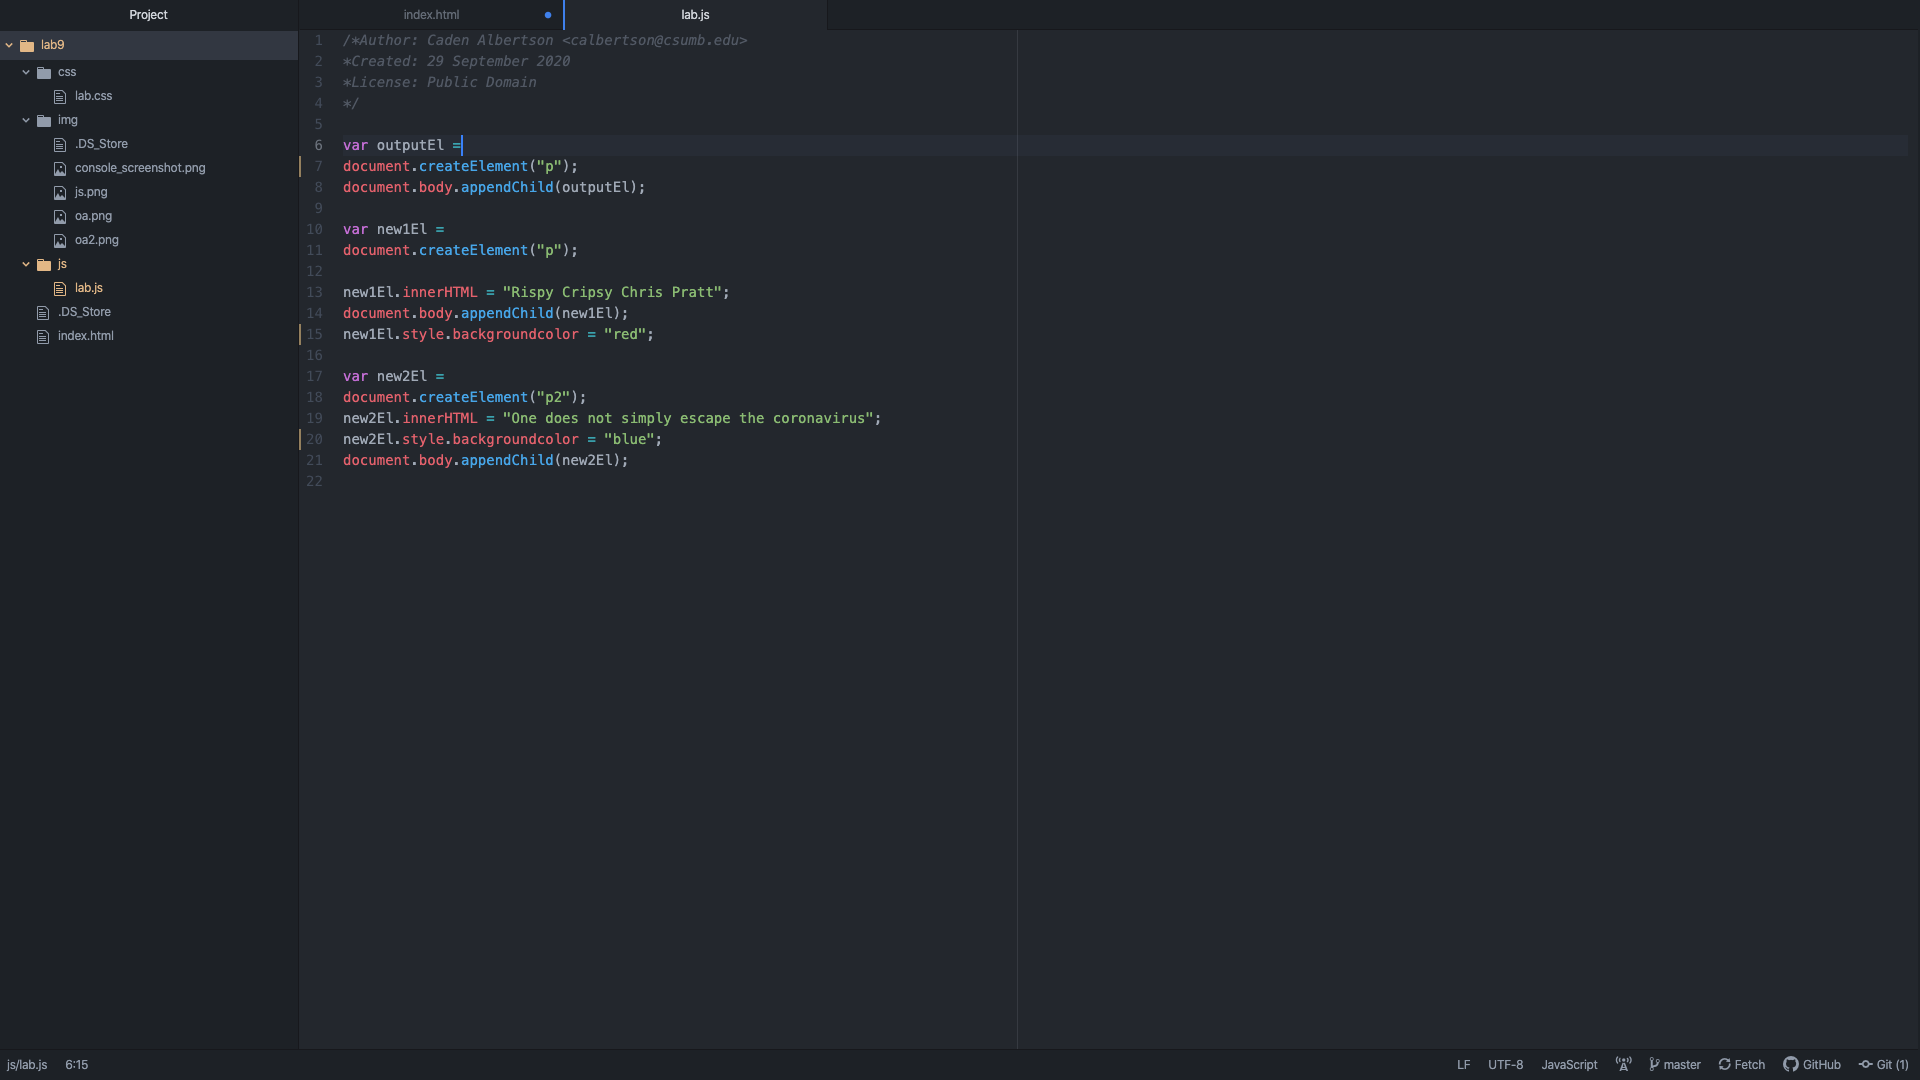 Project
index.html
lab.js
lab9
css
lab.css
img
.DS_Store
console_screenshot.png
js.png
oa.png
oa2.png
js
lab.js
.DS_Store
index.html
1 /*Author: Caden Albertson <calbertson@csumb.edu>
2 *Created: 29 September 2020
3 *License: Public Domain
4 */
5
6 var outputEl =
7 document.createElement("p");
8 document.body.appendChild(outputEl);
9
10 var new1El =
11 document.createElement("p");
12
13 new1El.innerHTML = "Rispy Cripsy Chris Pratt";
14 document.body.appendChild(new1El);
15 new1El.style.backgroundcolor = "red";
16
17 var new2El =
18 document.createElement("p2");
19 new2El.innerHTML = "One does not simply escape the coronavirus";
20 new2El.style.backgroundcolor = "blue";
21 document.body.appendChild(new2El);
22
js/lab.js 6:15 LF UTF-8 JavaScript master Fetch GitHub Git (1)